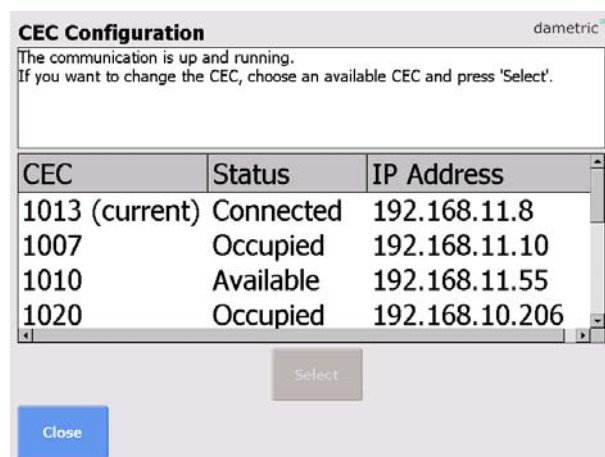 CEC Configuration
dametric
The communication is up and running.
If you want to change the CEC, choose an available CEC and press 'Select'.
CEC Status IP Address
1013 (current) Connected 192.168.11.8
1007 Occupied 192.168.11.10
1010 Available 192.168.11.55
1020 Occupied 192.168.10.206
Select
Close